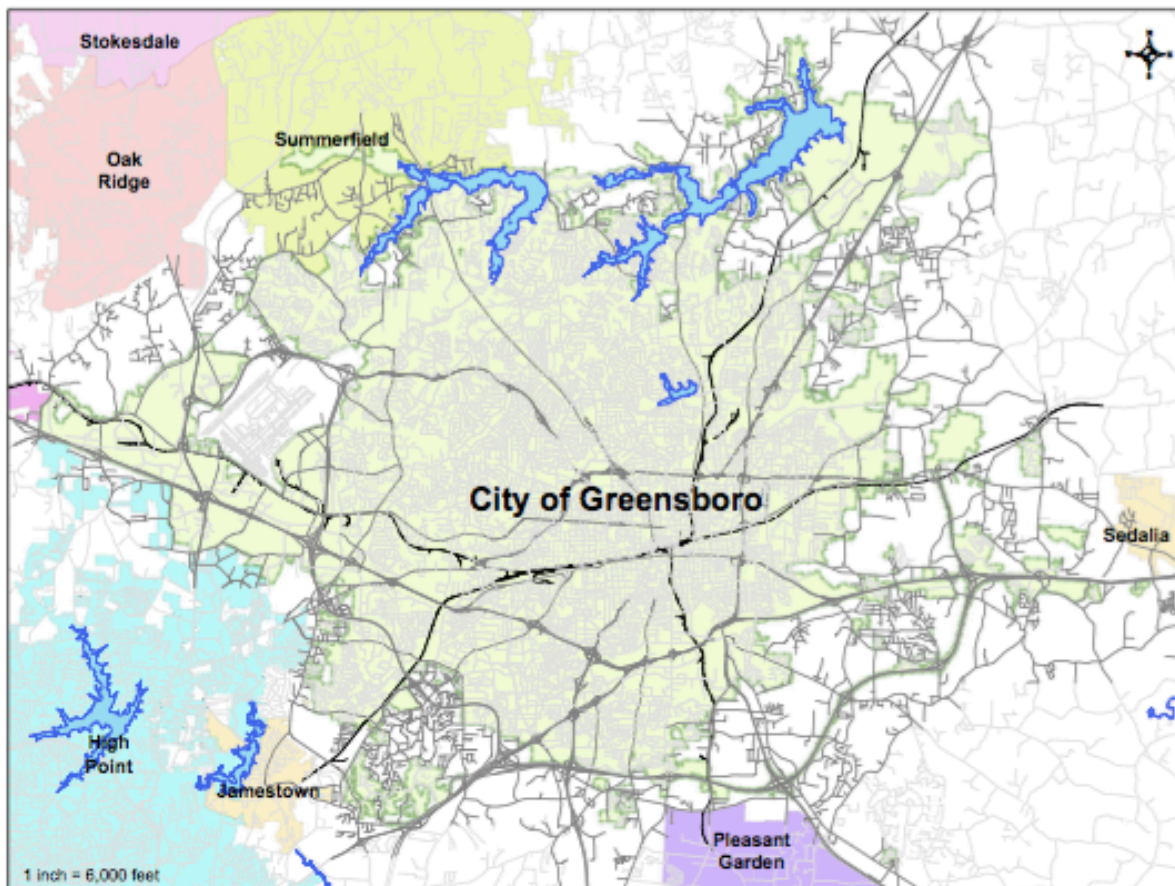 Stokesdale
Summerfield
Oak
Ridge
City of Greensboro
Sedalia
High
Point
Jamestown
Pleasant
Garden
1 inch = 6,000 feet